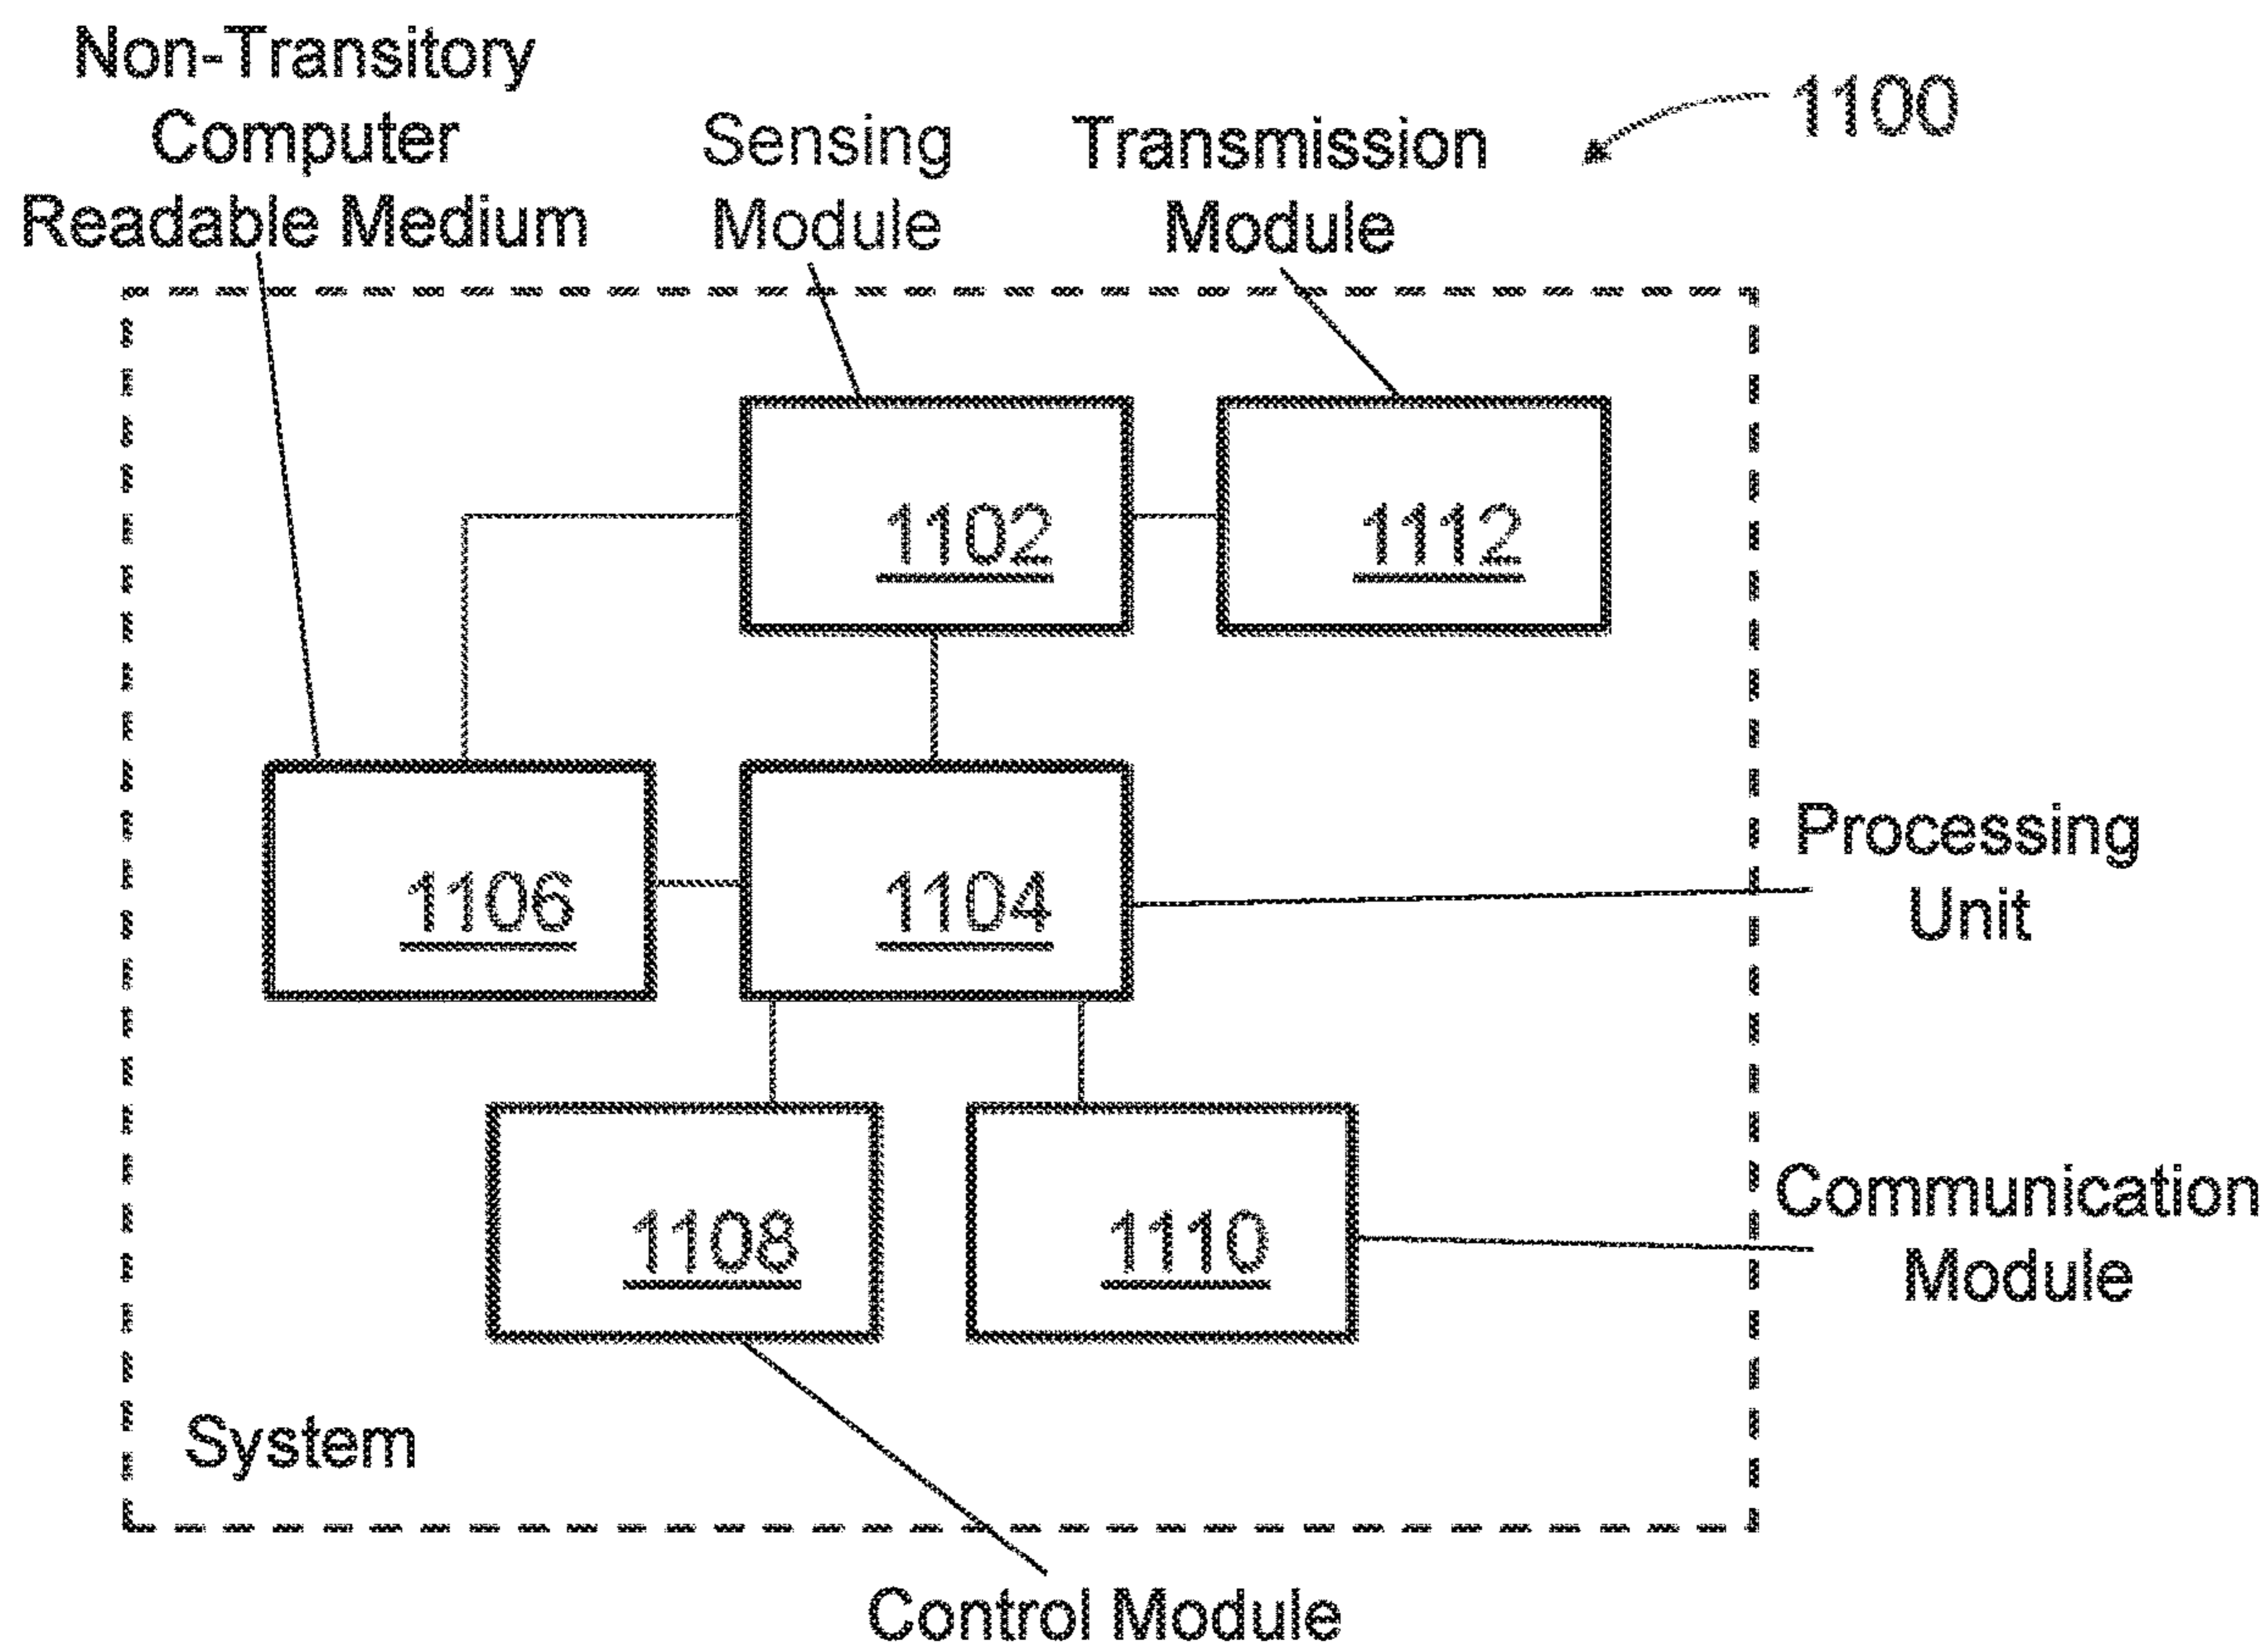 Non-Transitory
Computer
Readable Medium
Sensing
Module
Transmission
Module
1100
1102
1112
1106
1104
Processing
Unit
1108
1110
Communication
Module
System
Control Module